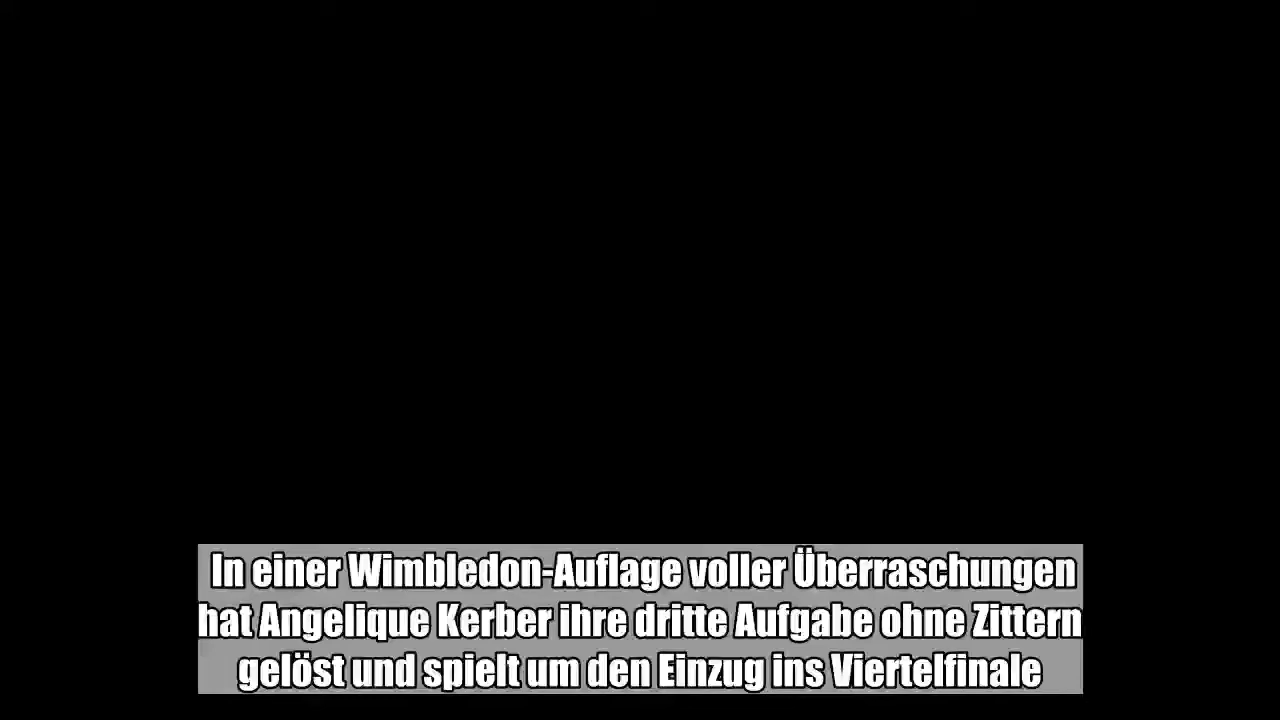 In einer Wimbledon-Auflage voller Überraschungen
hat Angelique Kerber ihre dritte Aufgabe ohne Zittern
gelöst und spielt um den Einzug ins Viertelfinale